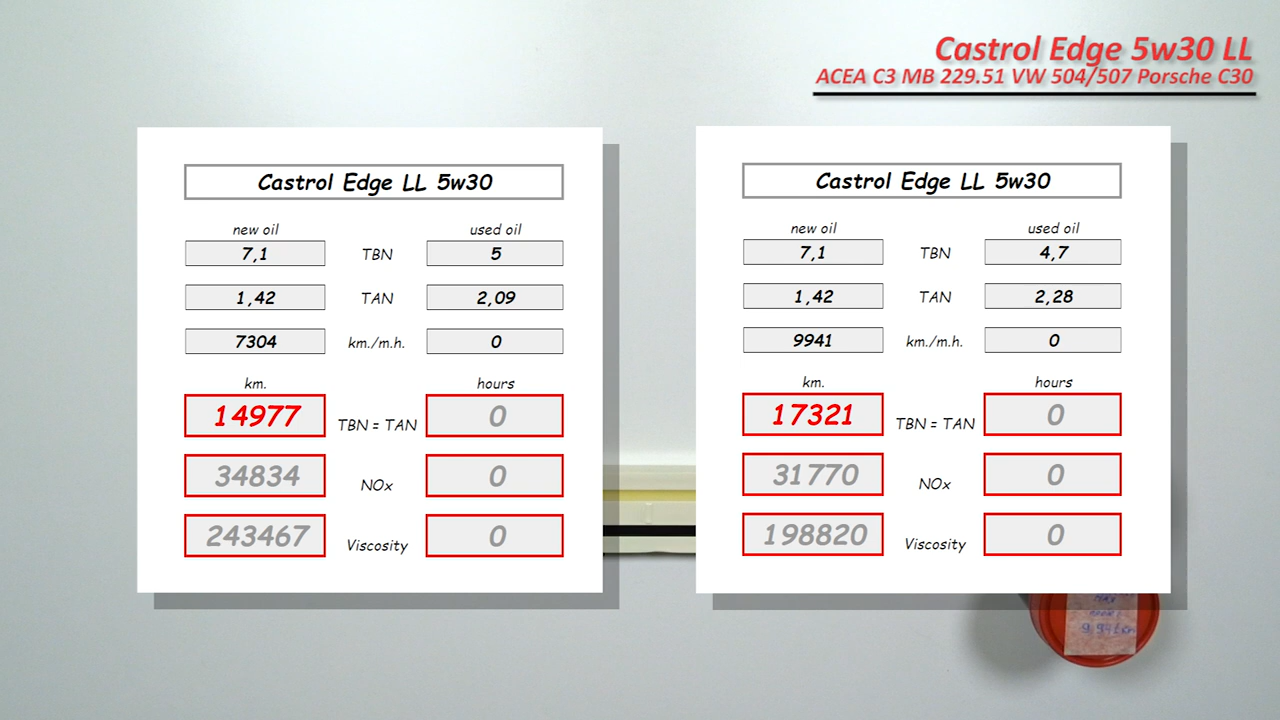 Castrol Edge 5w30 LL
ACEA C3 MB 229.51 VW 504/507 Porsche C30
Castrol Edge LL 5w30
new oil used oil
7,1 TBN 5
1,42 TAN 2,09
7304 km./m.h. 0
km. hours
14977 TBN = TAN 0
34834 NOx 0
243467 Viscosity 0
Castrol Edge LL 5w30
new oil used oil
7,1 TBN 4,7
1,42 TAN 2,28
9941 km./m.h. 0
km. hours
17321 TBN = TAN 0
31770 NOx 0
198820 Viscosity 0